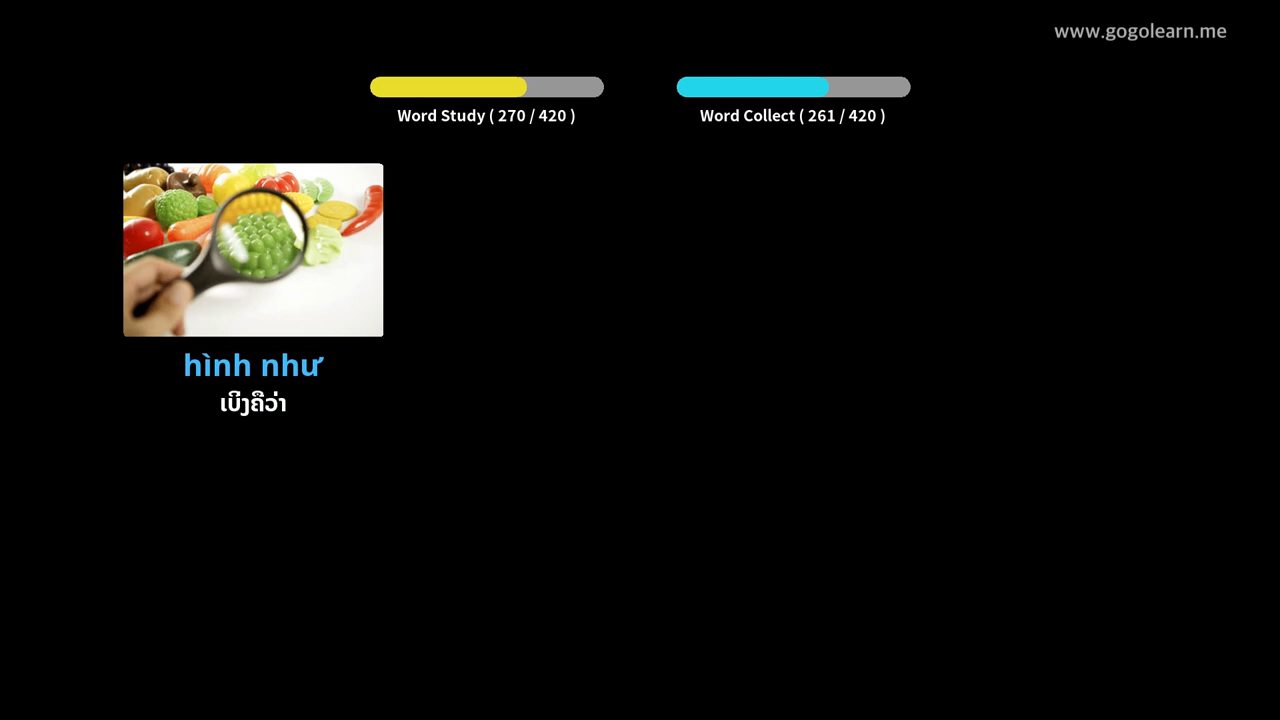 www.gogolearn.me
Word Study ( 270 / 420 )
Word Collect ( 261 / 420 )
hình như
ເບິງຄືວ່າ